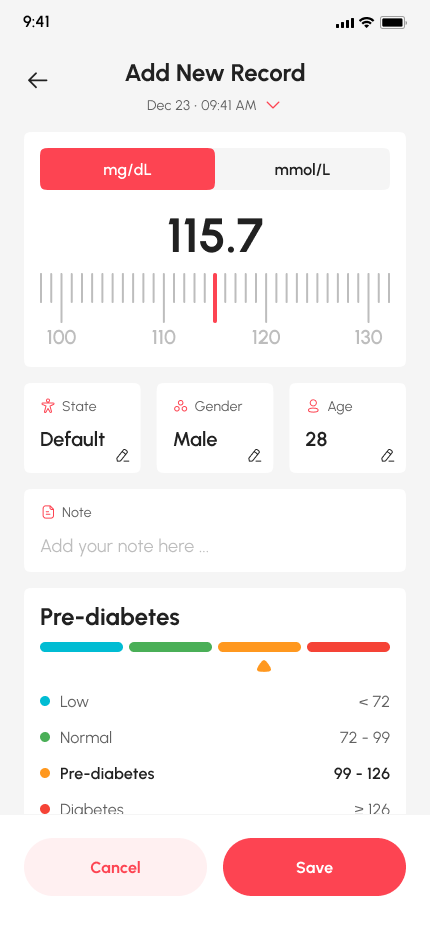 9:41
Add New Record
Dec 23 · 09:41 AM
mg/dL mmol/L
115.7
100 110 120 130
State Gender Age
Default Male 28
Note
Add your note here ...
Pre-diabetes
Low < 72
Normal 72 - 99
Pre-diabetes 99 - 126
Diabetes ≥ 126
Cancel Save